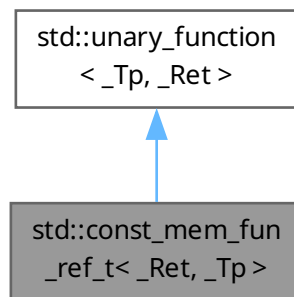 std::unary_function
< _Tp, _Ret >
std::const_mem_fun
_ref_t< _Ret, _Tp >